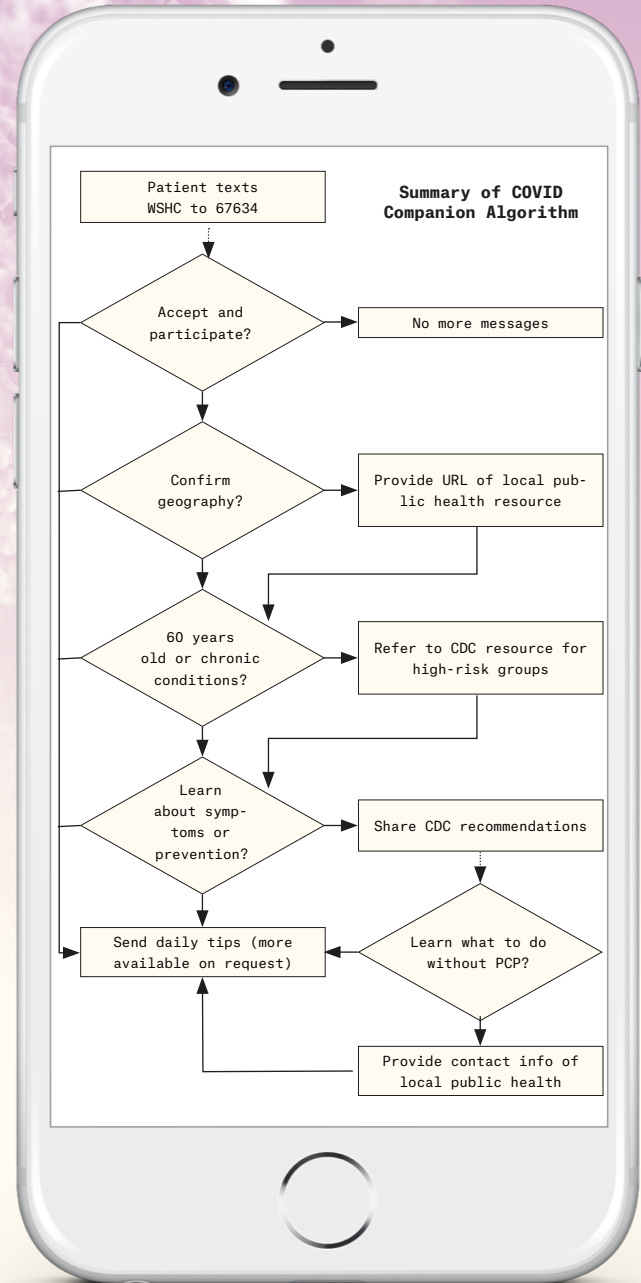 Patient texts
WSHC to 67634
Summary of COVID
Companion Algorithm
Accept and
participate?
No more messages
Confirm
geography?
Provide URL of local pub-
lic health resource
60 years
old or chronic
conditions?
Refer to CDC resource for
high-risk groups
Learn
about symp-
toms or
prevention?
Share CDC recommendations
Send daily tips (more
available on request)
Learn what to do
without PCP?
Provide contact info of
local public health